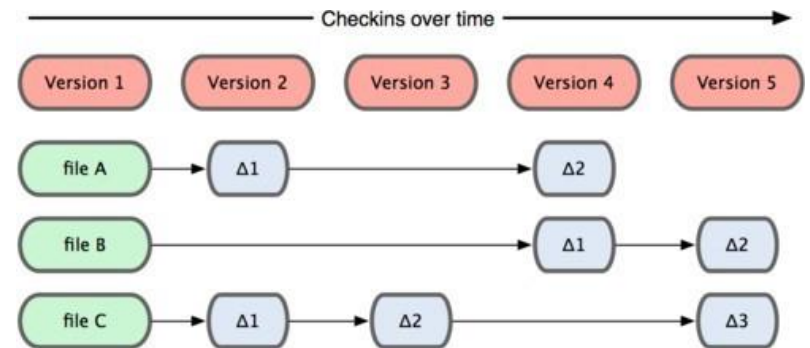 Checkins over time
Version 1 Version 2 Version 3 Version 4 Version 5
file A Δ1 Δ2
file B Δ1 Δ2
file C Δ1 Δ2 Δ3